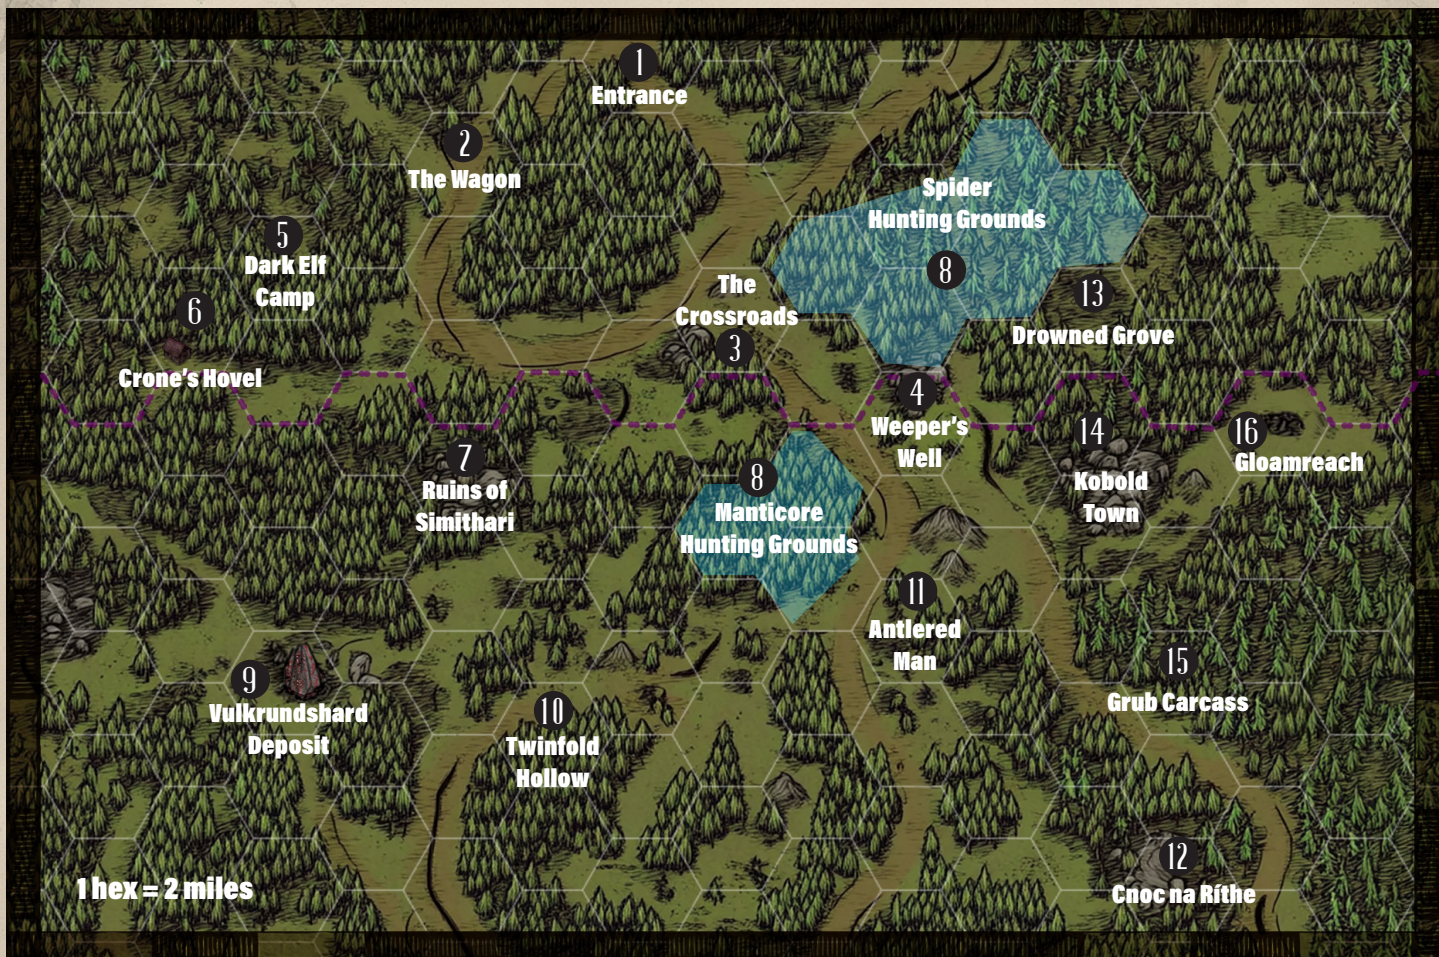 1
Entrance
2
The Wagon
Spider
Hunting Grounds
8
5
Dark Elf
Camp
6
Crone's Hovel
The
Crossroads
3
13
Drowned Grove
4
Weeper's
Well
14
Kobold
Town
16
Gloamreach
7
Ruins of
Simithari
8
Manticore
Hunting Grounds
11
Antlered
Man
15
Grub Carcass
9
Vulkrundshard
Deposit
10
Twinfold
Hollow
12
Cnoc na Ríthe
1 hex = 2 miles